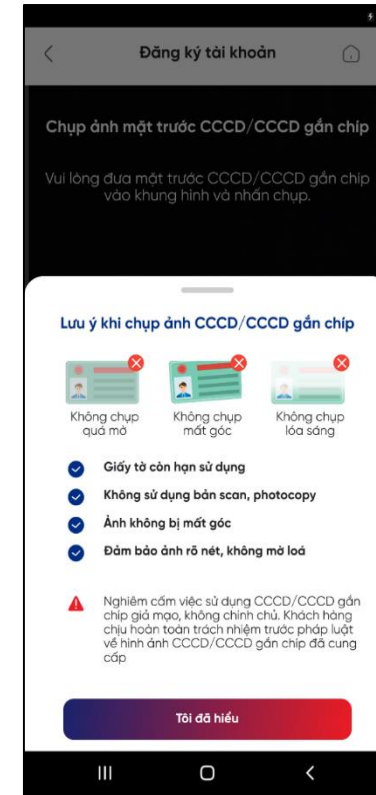 Đăng ký tài khoản
Chụp ảnh mặt trước CCCD/CCCD gắn chíp
Vui lòng đưa mặt trước CCCD/CCCD gắn chip
vào khung hình và nhấn chụp.
Lưu ý khi chụp ảnh CCCD/CCCD gắn chíp
Không chụp
quá mờ
Không chụp
mất góc
Không chụp
lóa sáng
Giấy tờ còn hạn sử dụng
Không sử dụng bản scan, photocopy
Ảnh không bị mất góc
Đảm bảo ảnh rõ nét, không mờ loá
Nghiêm cấm việc sử dụng CCCD/CCCD gắn
chip giả mạo, không chính chủ. Khách hàng
chịu hoàn toàn trách nhiệm trước pháp luật
về hình ảnh CCCD/CCCD gắn chip đã cung
cấp
Tôi đã hiểu